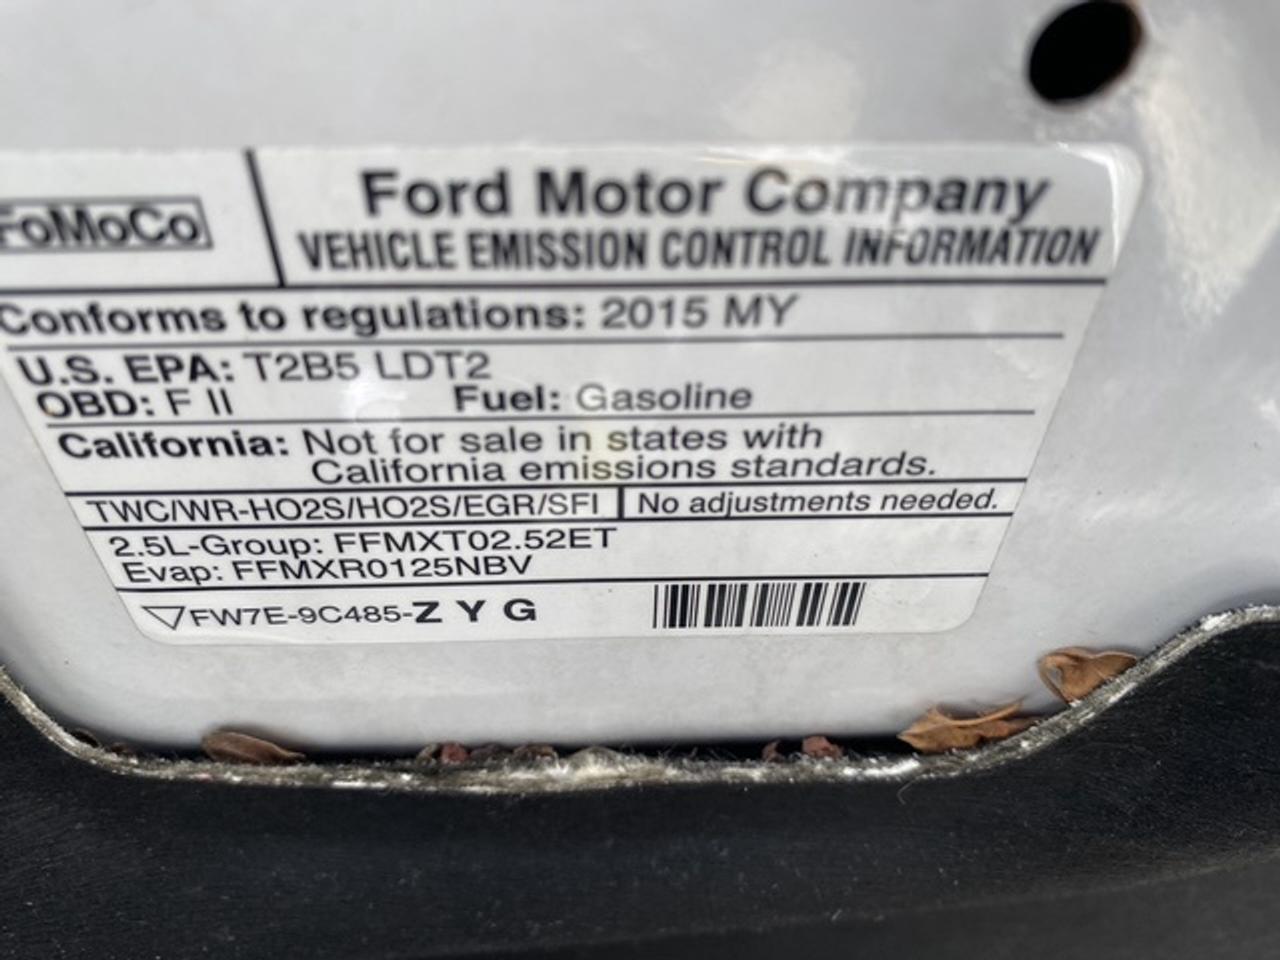 FoMoCo
Ford Motor Company
VEHICLE EMISSION CONTROL INFORMATION
Conforms to regulations: 2015 MY
U.S. EPA: T2B5 LDT2
OBD: F II Fuel: Gasoline
California: Not for sale in states with
California emissions standards.
TWC/WR-HO2S/HO2S/EGR/SFI No adjustments needed.
2.5L-Group: FFMXT02.52ET
Evap: FFMXR0125NBV
FW7E-9C485-Z Y G